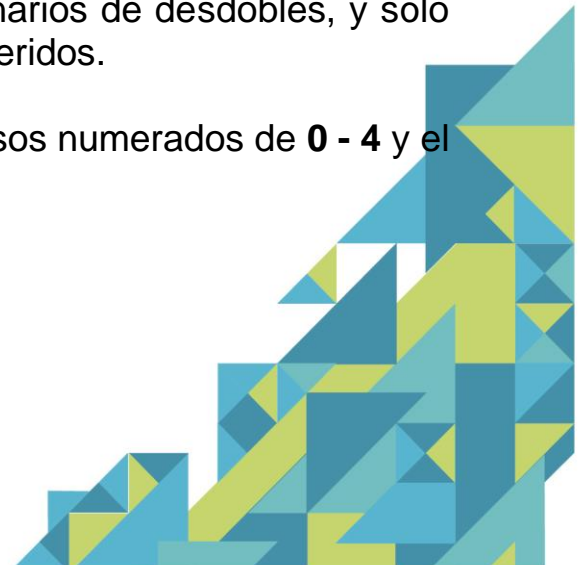 narios de desdobles, y solo
eridos.
sos numerados de 0 - 4 y el